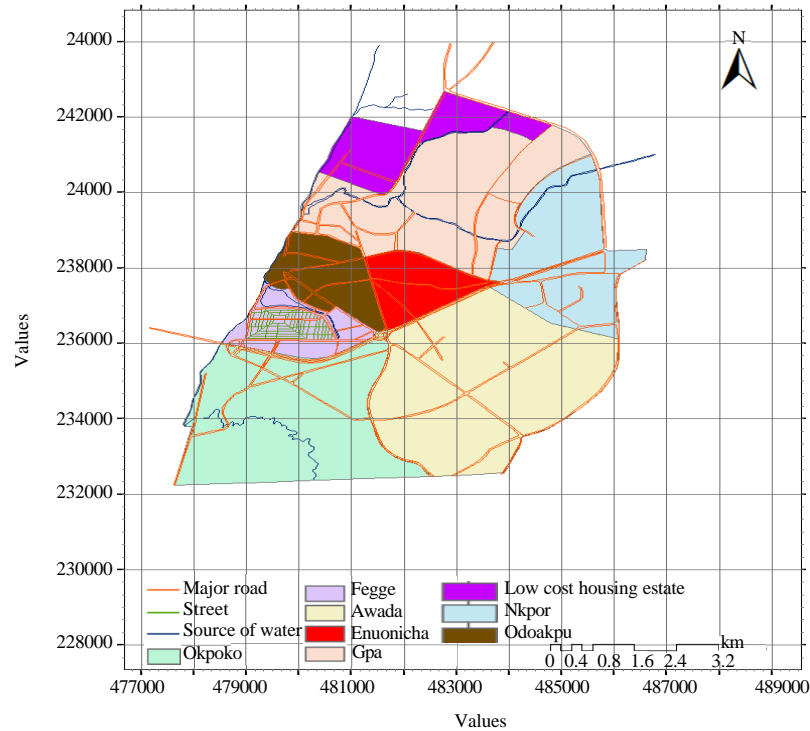 N
24000
242000
24000
238000
236000
234000
232000
230000
228000
Values
Major road
Street
Source of water
Okpoko
Fegge
Awada
Enuonicha
Gpa
Low cost housing estate
Nkpor
Odoakpu
km
0 0.4 0.8 1.6 2.4 3.2
477000 479000 481000 483000 485000 487000 489000
Values